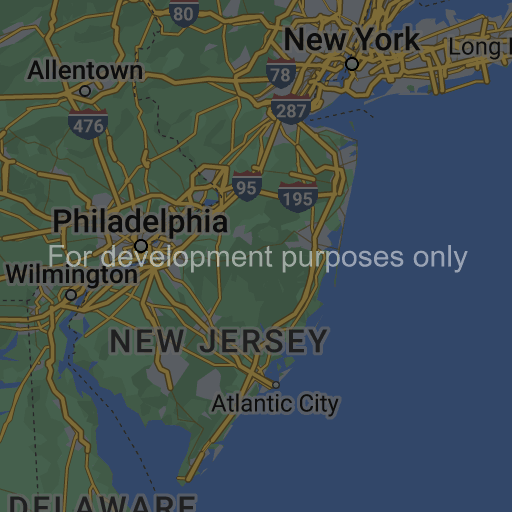 80
New York
Long
Allentown
78
287
476
95
195
Philadelphia
For development purposes only
Wilmington
NEW JERSEY
Atlantic City
DELAWARE